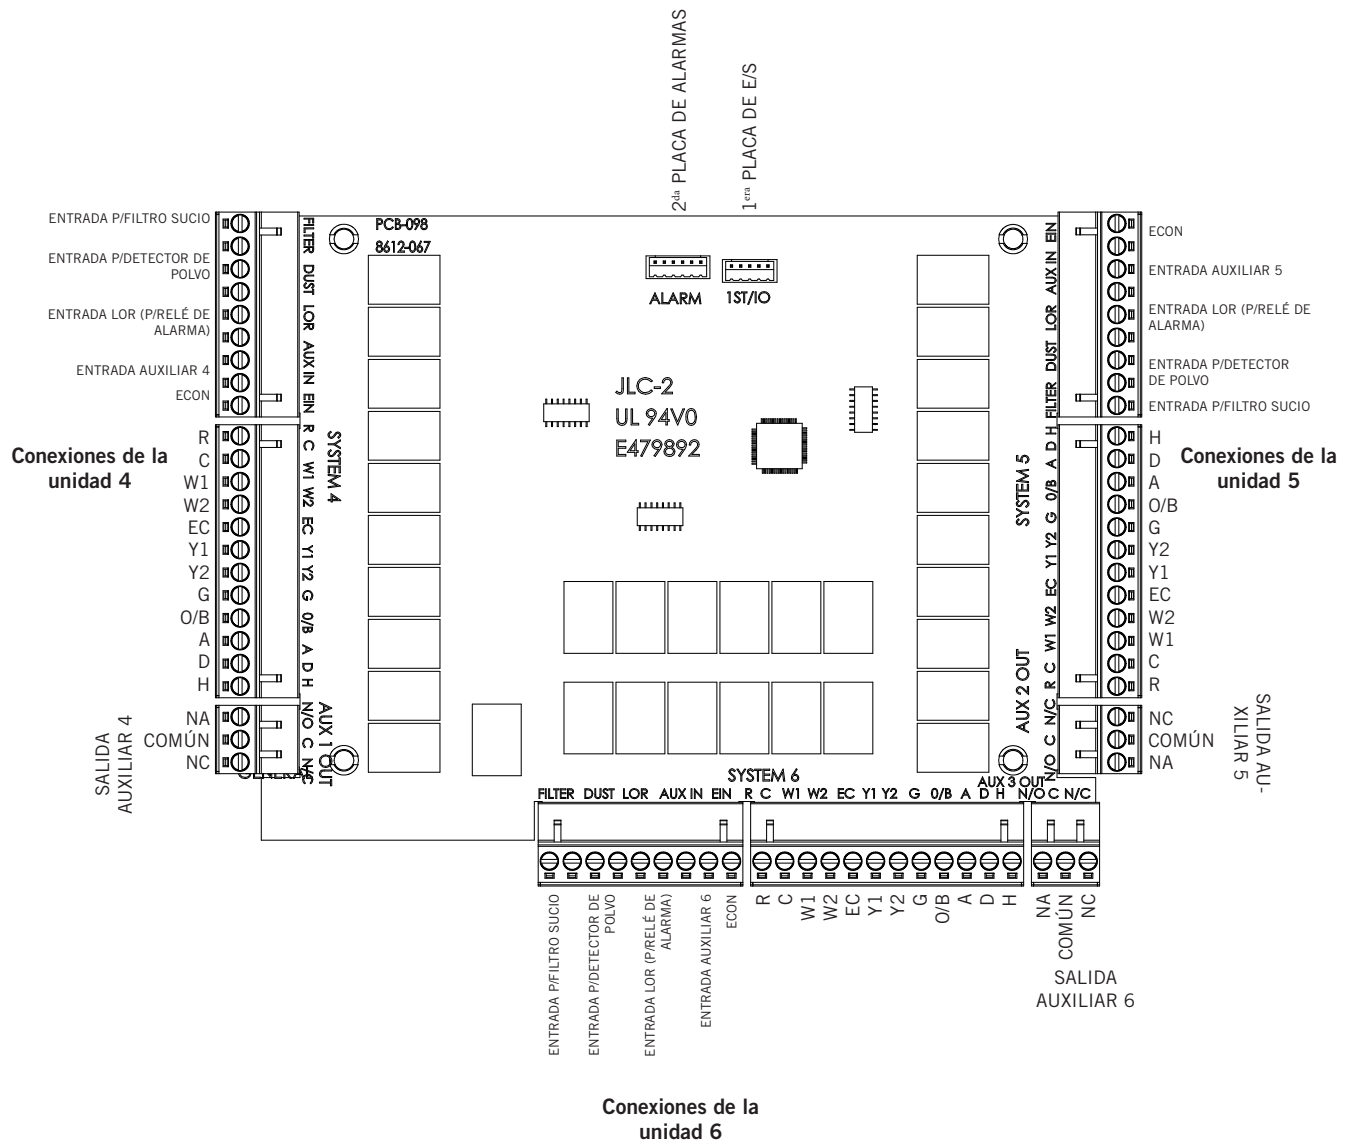 2da PLACA DE ALARMAS
1era PLACA DE E/S
ENTRADA P/FILTRO SUCIO
ENTRADA P/DETECTOR DE
POLVO
ENTRADA LOR (P/RELÉ DE
ALARMA)
ENTRADA AUXILIAR 4
ECON
Conexiones de la
unidad 4
R
C
W1
W2
EC
Y1
Y2
G
O/B
A
D
H
NA
COMÚN
NC
SALIDA
AUXILIAR 4
FILTER DUST LOR AUX IN EIN
R C W1 W2 EC Y1 Y2 G O/B A D H
N/O C N/C
SYSTEM 4
AUX 1 OUT
PCB-098
8612-067
ALARM
1ST/IO
JLC-2
UL 94V0
E479892
SYSTEM 5
AUX 2 OUT
FILTER DUST LOR AUX IN EIN
R C W1 W2 EC Y1 Y2 G O/B A D H
N/O C N/C
ECON
ENTRADA AUXILIAR 5
ENTRADA LOR (P/RELÉ DE
ALARMA)
ENTRADA P/DETECTOR
DE POLVO
ENTRADA P/FILTRO SUCIO
Conexiones de la
unidad 5
H
D
A
O/B
G
Y2
Y1
EC
W2
W1
C
R
NC
COMÚN
NA
SALIDA AU-
XILIAR 5
SYSTEM 6
AUX 3 OUT
FILTER DUST LOR AUX IN EIN R C W1 W2 EC Y1 Y2 G O/B A D H N/O C N/C
ENTRADA P/FILTRO SUCIO
ENTRADA P/DETECTOR DE
POLVO
ENTRADA LOR (P/RELÉ DE
ALARMA)
ENTRADA AUXILIAR 6
ECON
R
C
W1
W2
EC
Y1
Y2
G
O/B
A
D
H
NA
COMÚN
NC
SALIDA
AUXILIAR 6
Conexiones de la
unidad 6